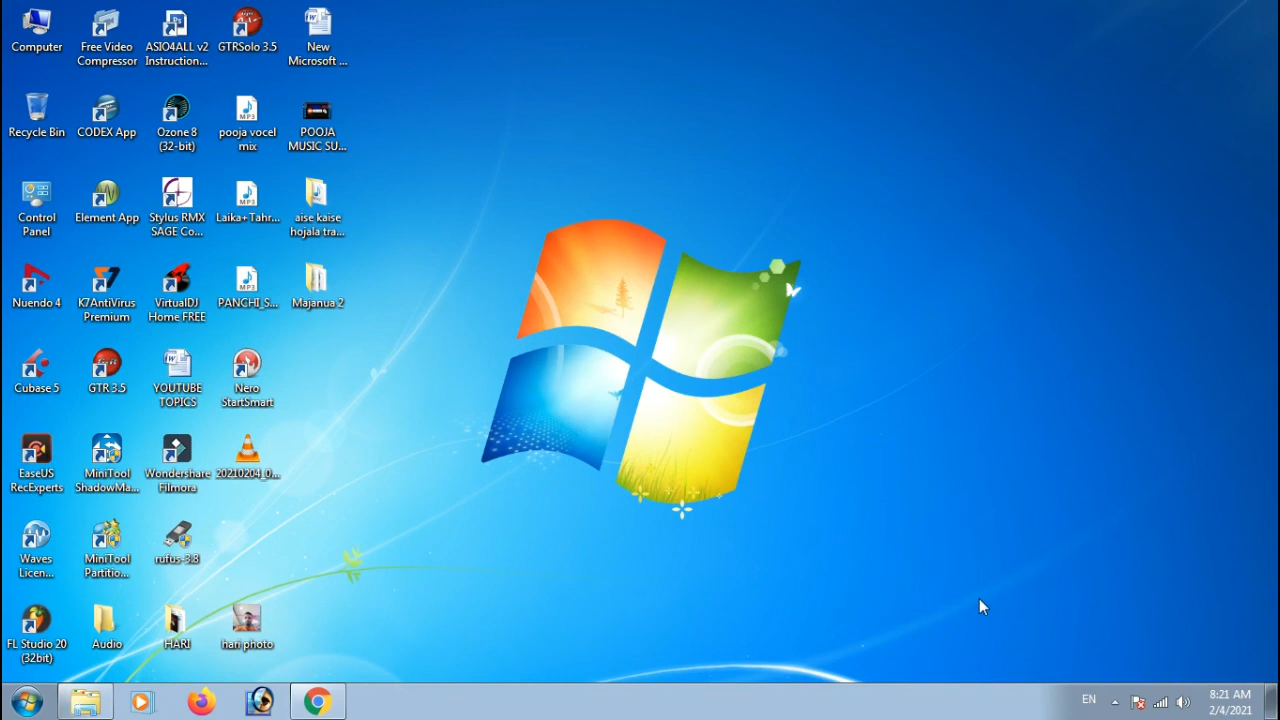 Computer
Free Video
Compressor
ASIO4ALL v2
Instruction...
GTRSolo 3.5
New
Microsoft ...
Recycle Bin
CODEX App
Ozone 8
(32-bit)
MP3
pooja vocel
mix
POOJA
MUSIC SU...
Control
Panel
Element App
Stylus RMX
SAGE Co...
MP3
Laika+Tahr...
aise kaise
hojala tra...
Nuendo 4
K7AntiVirus
Premium
VirtualDJ
Home FREE
MP3
PANCHI_S...
Majanua 2
Cubase 5
GTR 3.5
YOUTUBE
TOPICS
Nero
StartSmart
EaseUS
RecExperts
MiniTool
ShadowMa...
Wondershare
Filmora
20210204_0...
Waves
Licen...
MiniTool
Partitio...
rufus-3.8
FL Studio 20
(32bit)
Audio
HARI
hari photo
EN
8:21 AM
2/4/2021